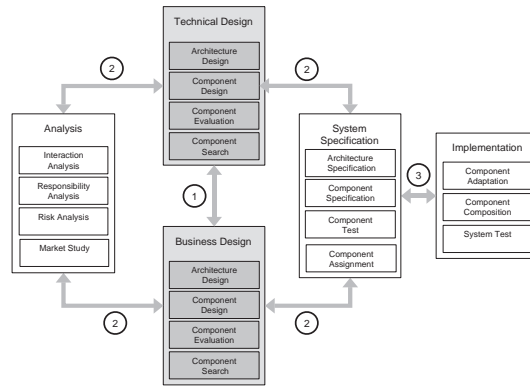 Technical Design
Architecture
Design
Component
Design
Component
Evaluation
Component
Search
2
2
Analysis
Interaction
Analysis
Responsibility
Analysis
Risk Analysis
Market Study
System
Specification
Architecture
Specification
Component
Specification
Component
Test
Component
Assignment
Implementation
Component
Adaptation
Component
Composition
System Test
3
1
Business Design
Architecture
Design
Component
Design
Component
Evaluation
Component
Search
2
2